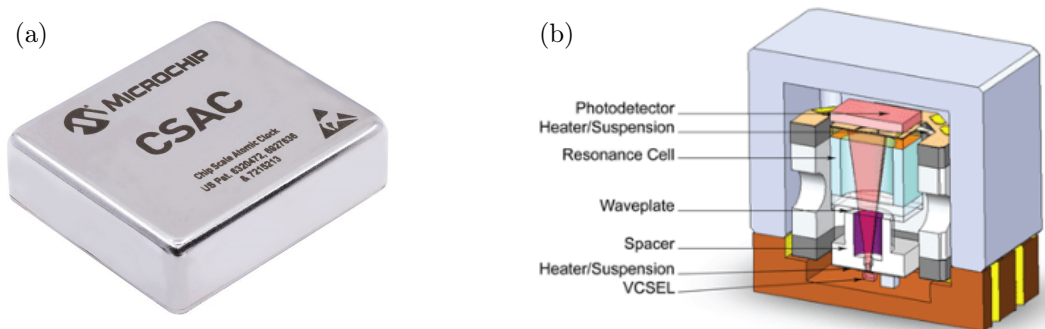 (a)
MICROCHIP
CSAC
Chip Scale Atomic Clock
US Pat. 6320472, 6927636
& 7215213
(b)
Photodetector
Heater/Suspension
Resonance Cell
Waveplate
Spacer
Heater/Suspension
VCSEL